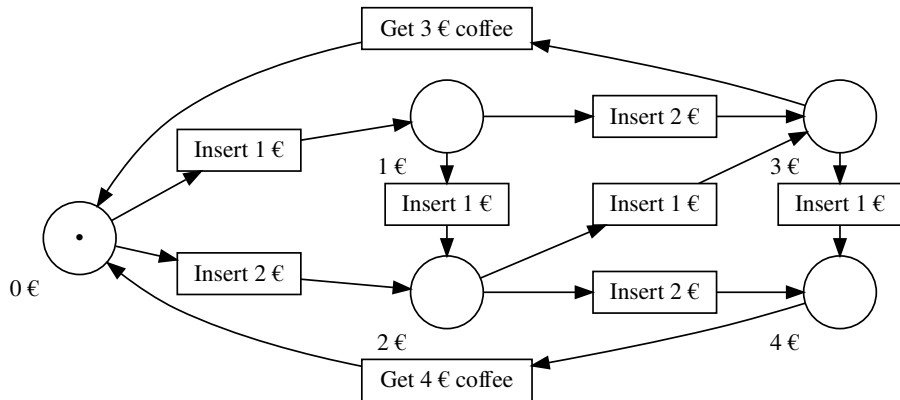 Get 3 € coffee
Insert 2 €
Insert 1 €
1 €
3 €
Insert 1 €
Insert 1 €
Insert 1 €
Insert 2 €
Insert 2 €
0 €
2 €
4 €
Get 4 € coffee